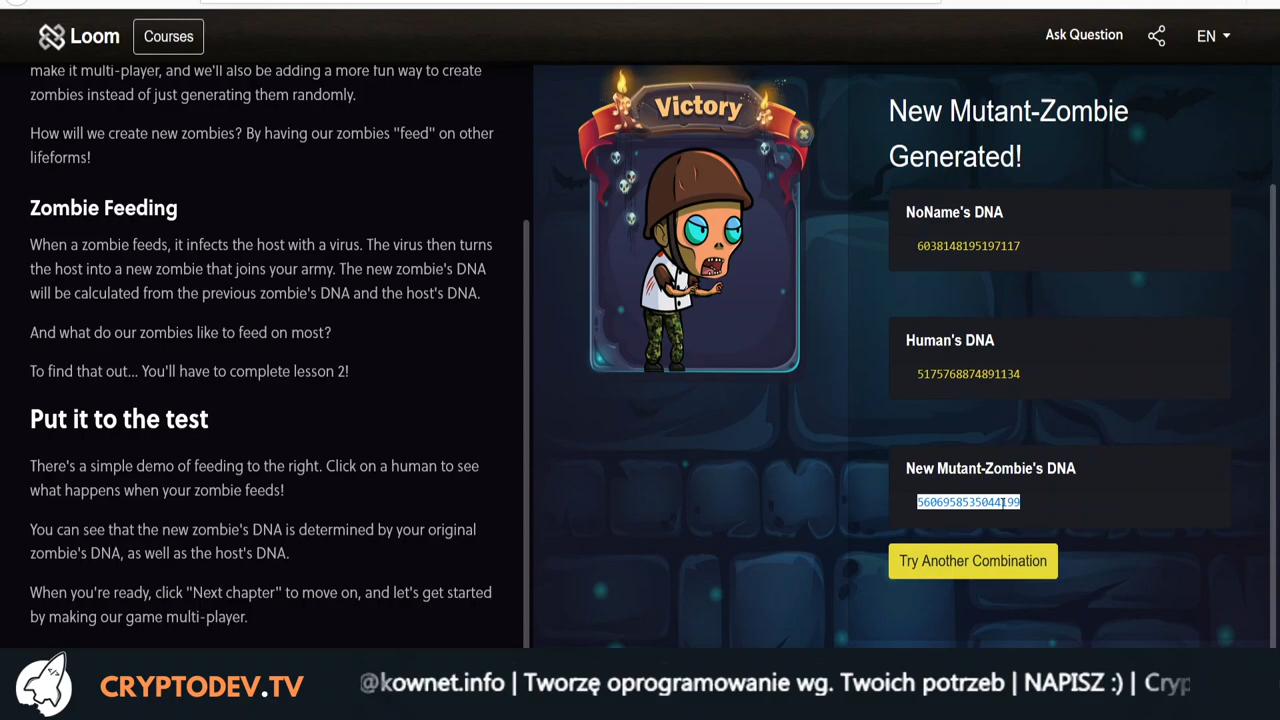 Loom
Courses
Ask Question
EN
make it multi-player, and we'll also be adding a more fun way to create
zombies instead of just generating them randomly.
How will we create new zombies? By having our zombies "feed" on other
lifeforms!
Zombie Feeding
When a zombie feeds, it infects the host with a virus. The virus then turns
the host into a new zombie that joins your army. The new zombie's DNA
will be calculated from the previous zombie's DNA and the host's DNA.
And what do our zombies like to feed on most?
To find that out... You'll have to complete lesson 2!
Put it to the test
There's a simple demo of feeding to the right. Click on a human to see
what happens when your zombie feeds!
You can see that the new zombie's DNA is determined by your original
zombie's DNA, as well as the host's DNA.
When you're ready, click "Next chapter" to move on, and let's get started
by making our game multi-player.
Victory
New Mutant-Zombie
Generated!
NoName's DNA
6038148195197117
Human's DNA
5175768874891134
New Mutant-Zombie's DNA
5606958535044199
Try Another Combination
CRYPTODEV.TV
@kownet.info | Tworzę oprogramowanie wg. Twoich potrzeb | NAPISZ :) | Cryp